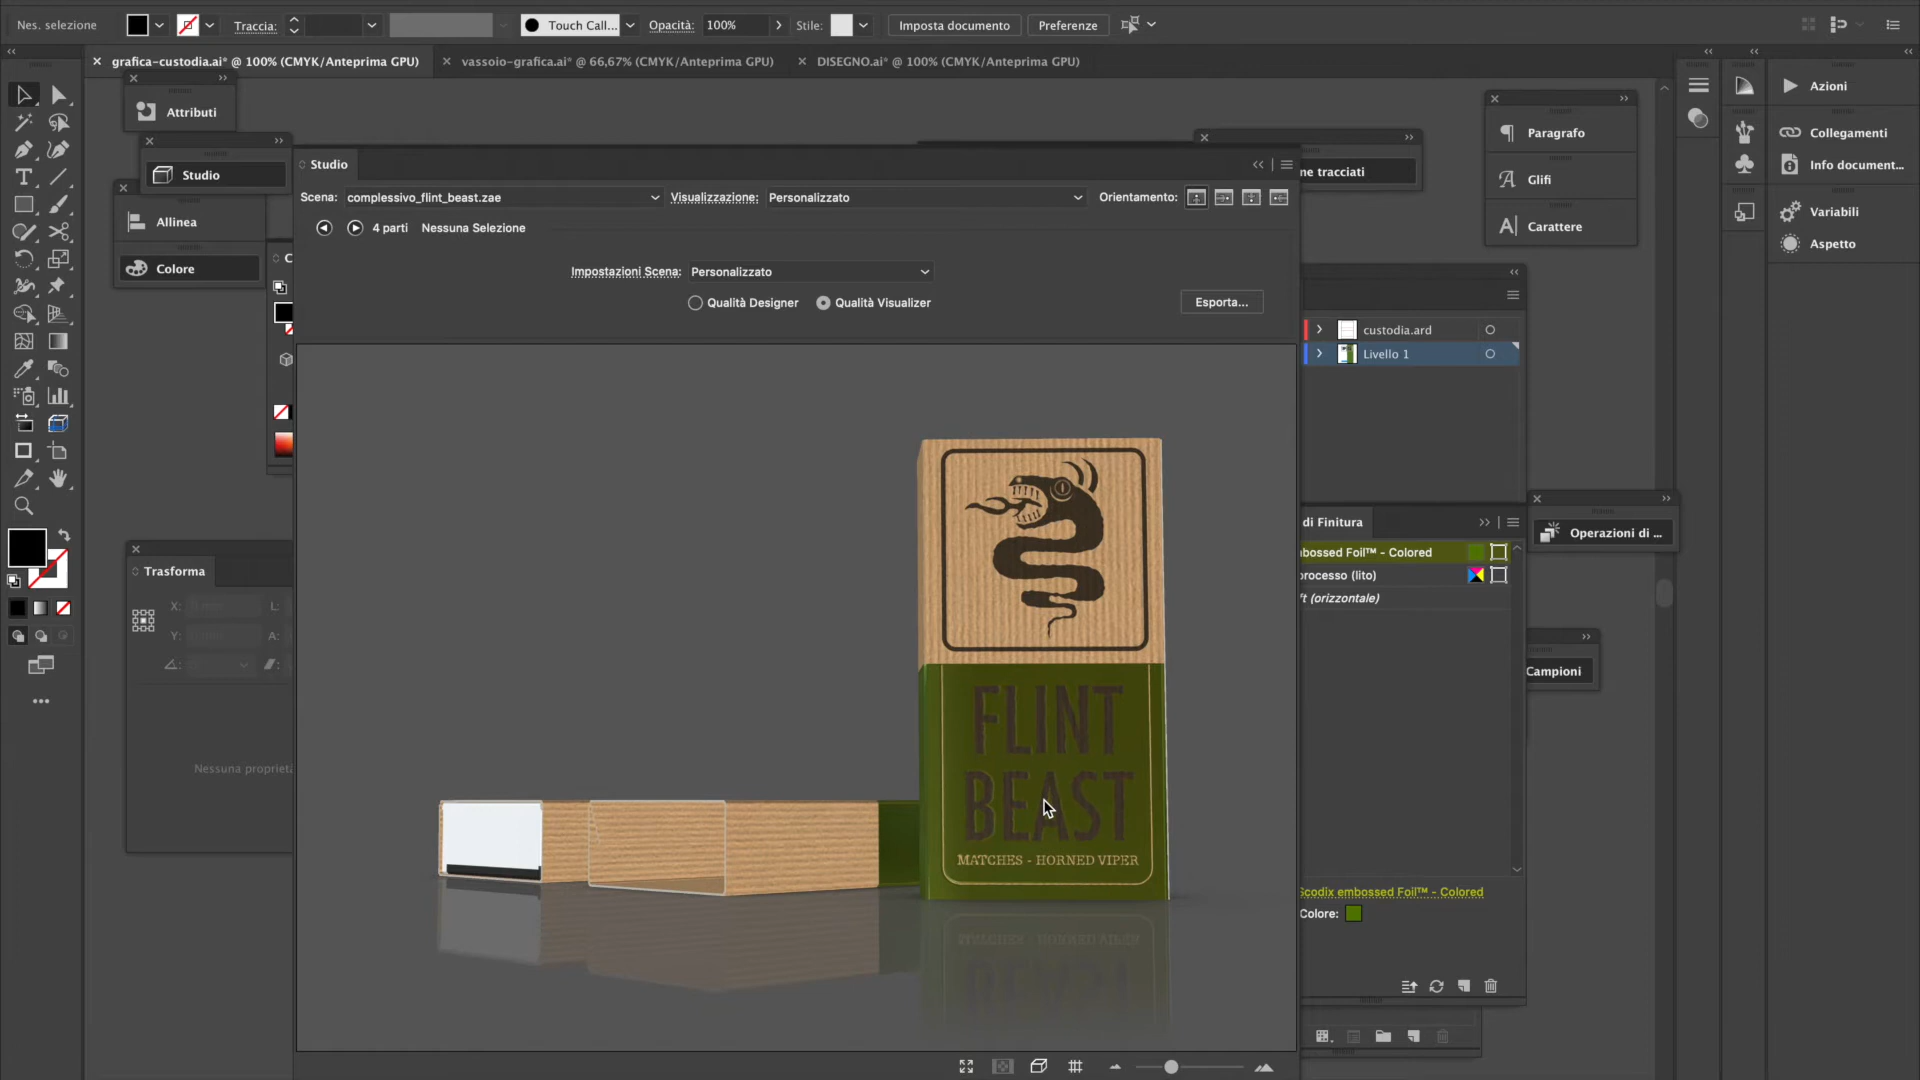 Nes. selezione
Traccia:
Touch Call...
Opacità: 100%
Stile:
Imposta documento
Preferenze
grafica-custodia.ai* @ 100% (CMYK/Anteprima GPU)
vassoio-grafica.ai* @ 66,67% (CMYK/Anteprima GPU)
DISEGNO.ai* @ 100% (CMYK/Anteprima GPU)
Attributi
Studio
Allinea
Colore
Studio
Scena: complessivo_flint_beast.zae
Visualizzazione: Personalizzato
Orientamento:
4 parti Nessuna Selezione
Impostazioni Scena: Personalizzato
Qualità Designer
Qualità Visualizer
Esporta...
ne tracciati
Paragrafo
Glifi
Carattere
Azioni
Collegamenti
Info document...
Variabili
Aspetto
custodia.ard
Livello 1
di Finitura
Operazioni di ...
bossed Foil™ - Colored
processo (lito)
ft (orizzontale)
Campioni
Trasforma
X:
L:
Y:
A:
Nessuna propriet
FLINT
BEAST
MATCHES - HORNED VIPER
Scodix embossed Foil™ - Colored
Colore: